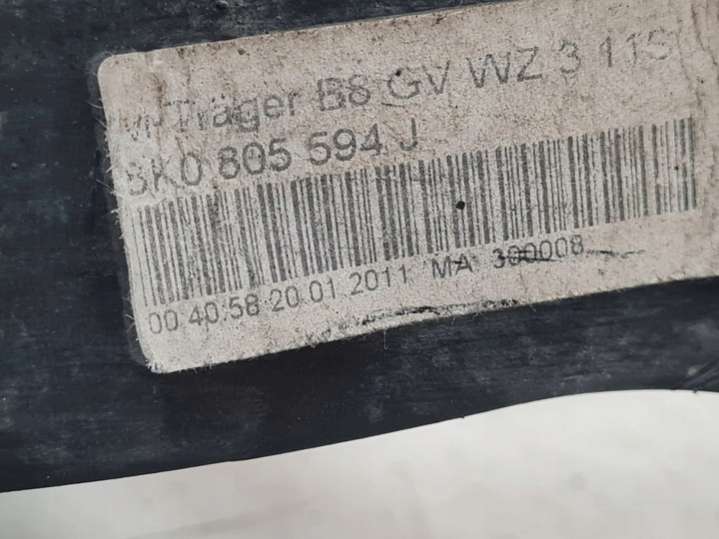 Träger B8 GV WZ 3 11S
8K0 805 594 J
00:40:58 20.01.2011 MA 300008